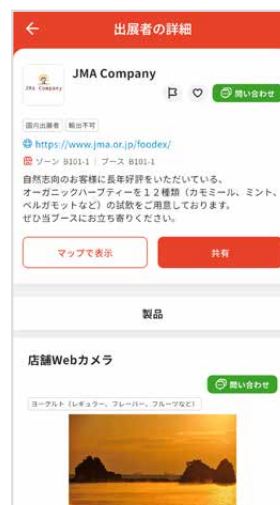 出展者の詳細
JMA Company
JMA Company
問い合わせ
国内出展者 輸出不可
https://www.jma.or.jp/foodex/
ゾーン B101-1 | ブース B101-1
自然志向のお客様に長年好評をいただいている、
オーガニックハーブティーを12種類（カモミール、ミント、
ベルガモットなど）の試飲をご用意しております。
ぜひ当ブースにお立ち寄りください。
マップで表示
共有
製品
店舗Webカメラ
問い合わせ
ヨーグルト（レギュラー、フレーバー、フルーツなど）